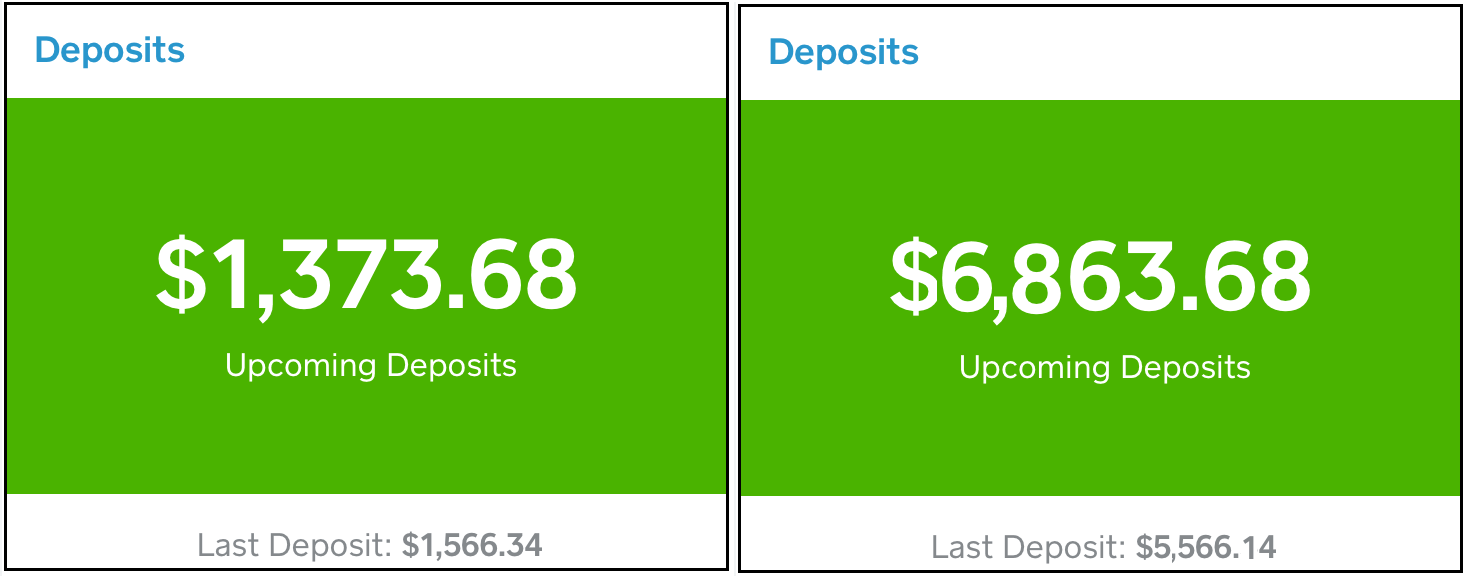 Deposits
$1,373.68
Upcoming Deposits
Last Deposit: $1,566.34
Deposits
$6,863.68
Upcoming Deposits
Last Deposit: $5,566.14